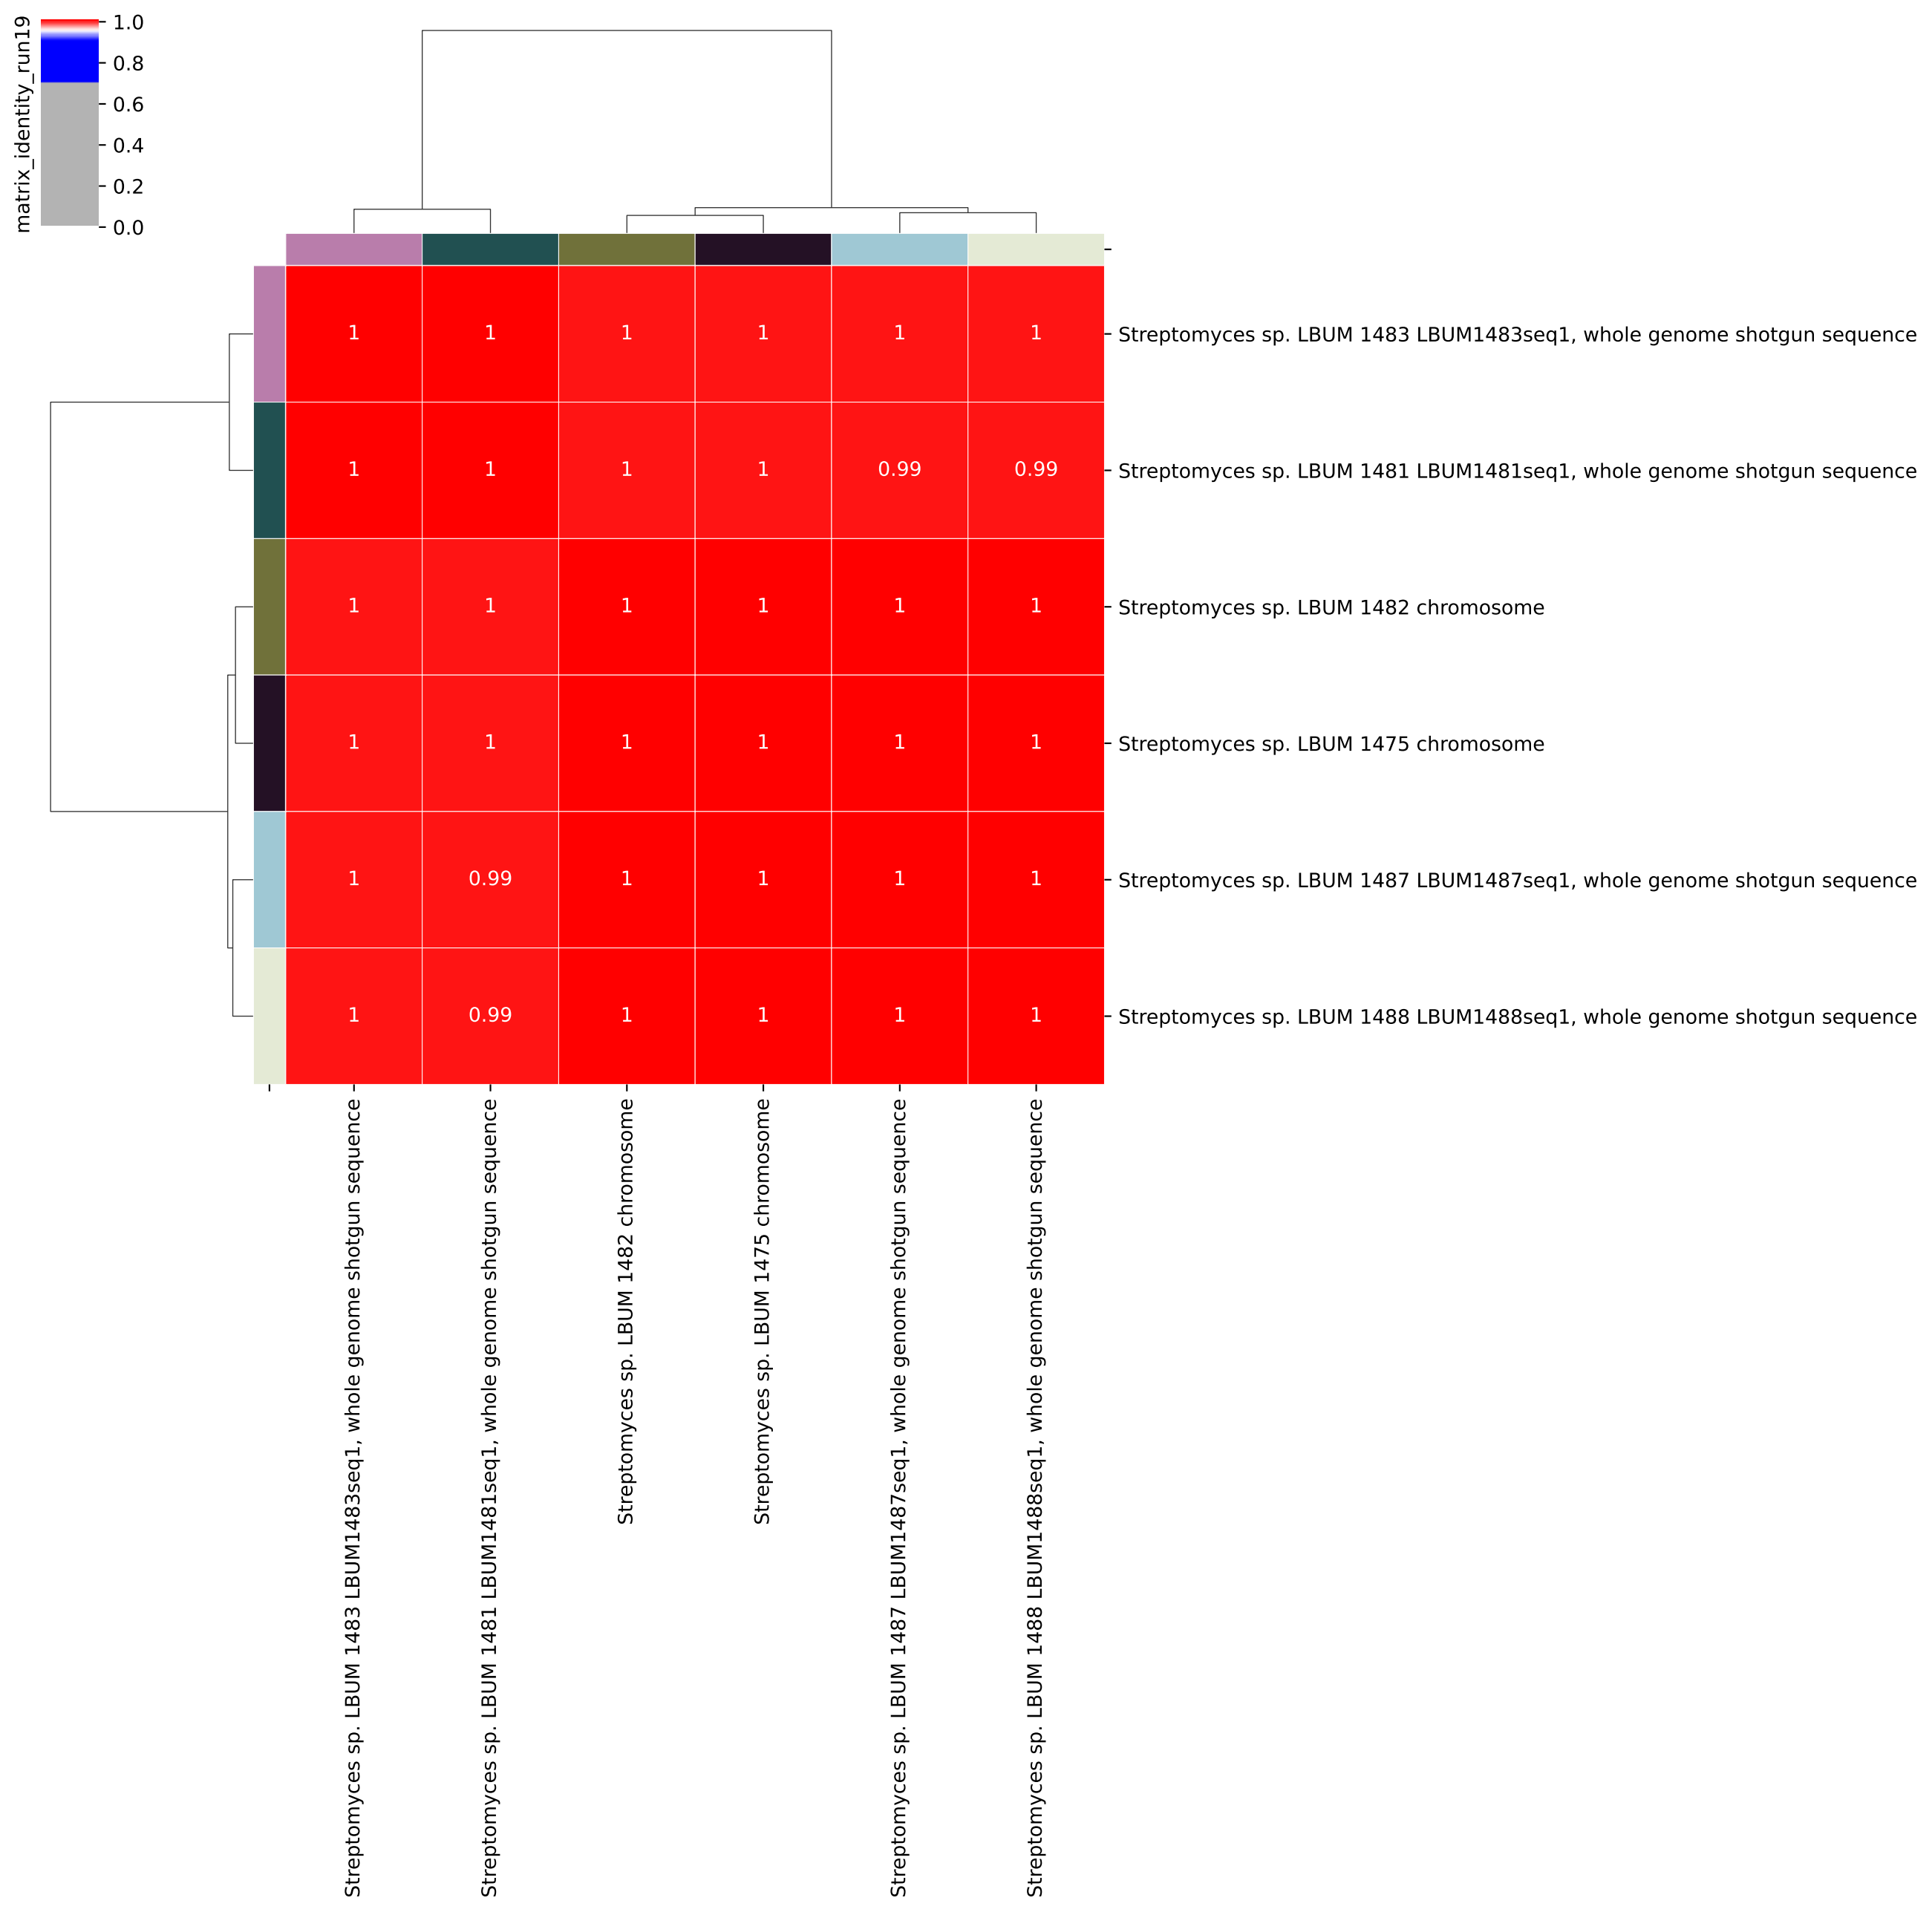 matrix_identity_run19
1.0
0.8
0.6
0.4
0.2
0.0
1 1 1 1 1 1 Streptomyces sp. LBUM 1483 LBUM1483seq1, whole genome shotgun sequence
1 1 1 1 0.99 0.99 Streptomyces sp. LBUM 1481 LBUM1481seq1, whole genome shotgun sequence
1 1 1 1 1 1 Streptomyces sp. LBUM 1482 chromosome
1 1 1 1 1 1 Streptomyces sp. LBUM 1475 chromosome
1 0.99 1 1 1 1 Streptomyces sp. LBUM 1487 LBUM1487seq1, whole genome shotgun sequence
1 0.99 1 1 1 1 Streptomyces sp. LBUM 1488 LBUM1488seq1, whole genome shotgun sequence
Streptomyces sp. LBUM 1483 LBUM1483seq1, whole genome shotgun sequence
Streptomyces sp. LBUM 1481 LBUM1481seq1, whole genome shotgun sequence
Streptomyces sp. LBUM 1482 chromosome
Streptomyces sp. LBUM 1475 chromosome
Streptomyces sp. LBUM 1487 LBUM1487seq1, whole genome shotgun sequence
Streptomyces sp. LBUM 1488 LBUM1488seq1, whole genome shotgun sequence